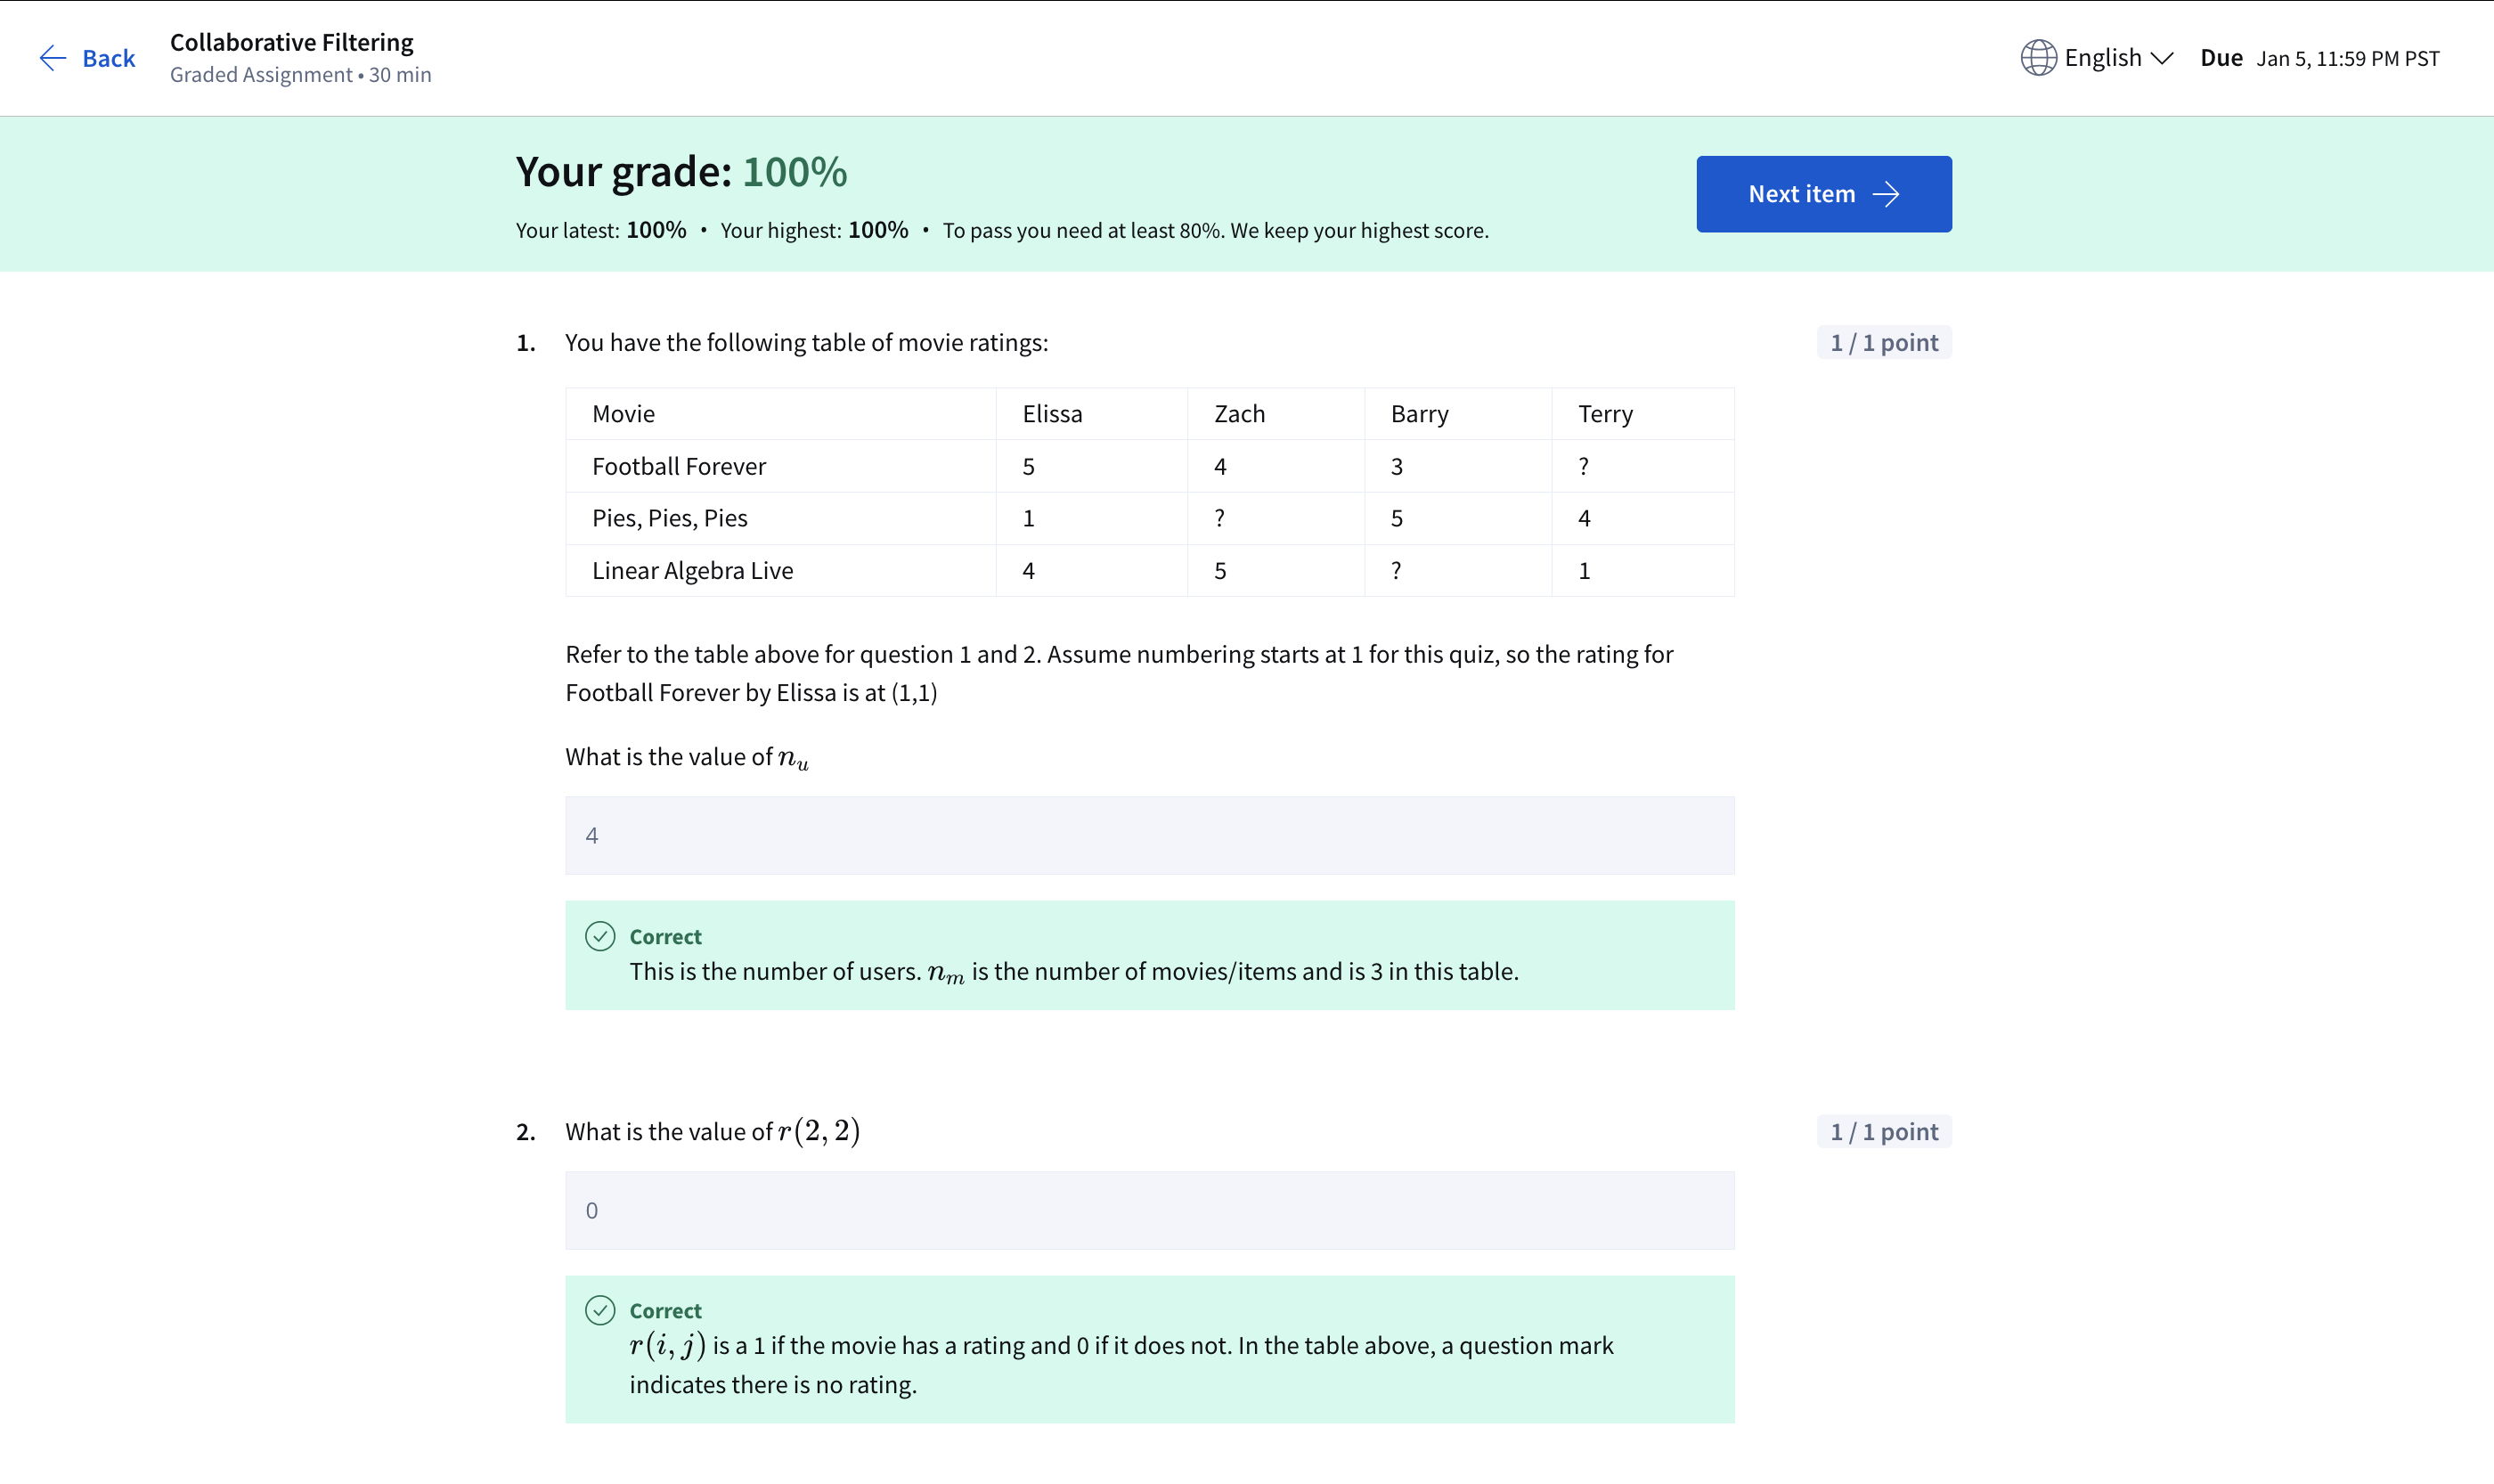 Back
Collaborative Filtering
Graded Assignment • 30 min
English
Due Jan 5, 11:59 PM PST
Your grade: 100%
Your latest: 100% • Your highest: 100% • To pass you need at least 80%. We keep your highest score.
Next item
1. You have the following table of movie ratings:
1 / 1 point
Movie Elissa Zach Barry Terry
Football Forever 5 4 3 ?
Pies, Pies, Pies 1 ? 5 4
Linear Algebra Live 4 5 ? 1
Refer to the table above for question 1 and 2. Assume numbering starts at 1 for this quiz, so the rating for
Football Forever by Elissa is at (1,1)
What is the value of n_u
4
Correct
This is the number of users. n_m is the number of movies/items and is 3 in this table.
2. What is the value of r(2, 2)
1 / 1 point
0
Correct
r(i, j) is a 1 if the movie has a rating and 0 if it does not. In the table above, a question mark
indicates there is no rating.